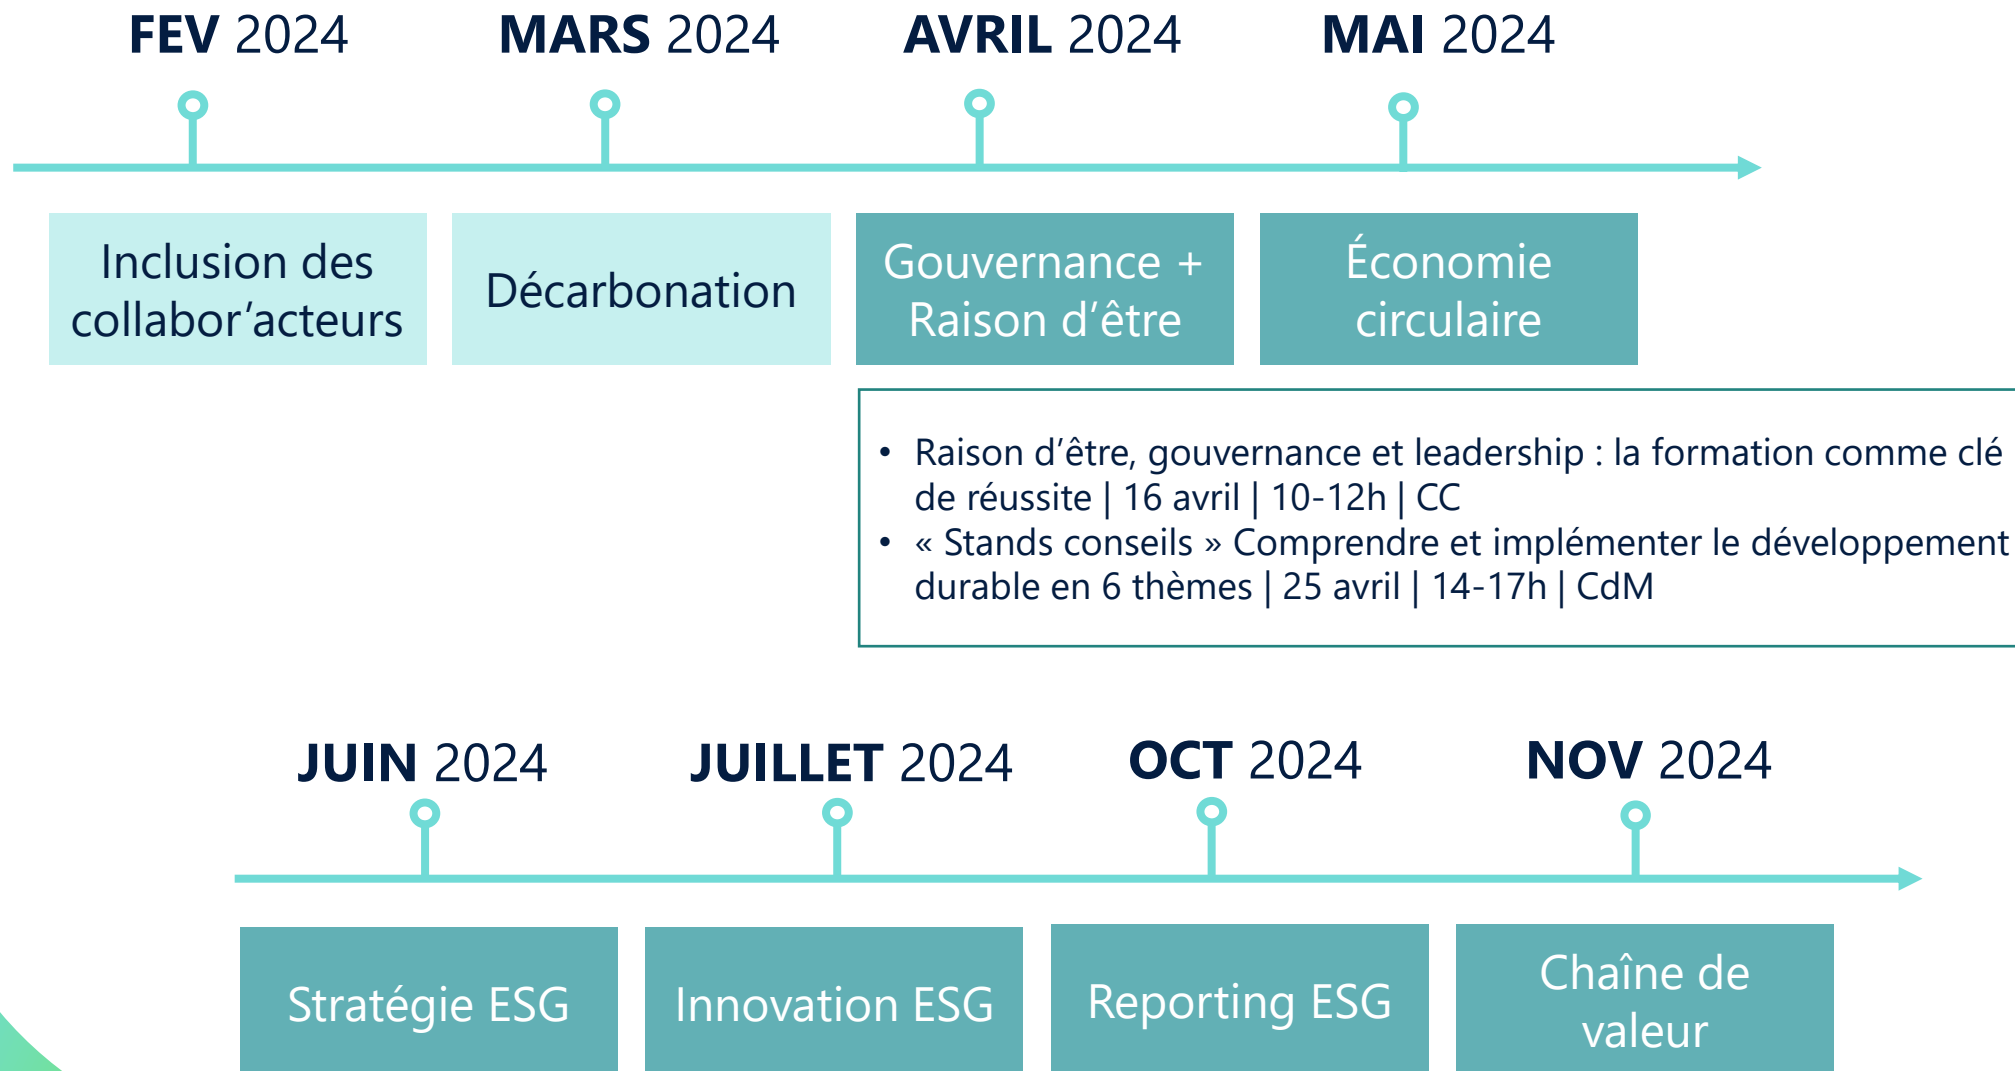 FEV 2024
MARS 2024
AVRIL 2024
MAI 2024
Inclusion des
collabor’acteurs
Décarbonation
Gouvernance +
Raison d’être
Économie
circulaire
• Raison d’être, gouvernance et leadership : la formation comme clé
de réussite | 16 avril | 10-12h | CC
• « Stands conseils » Comprendre et implémenter le développement
durable en 6 thèmes | 25 avril | 14-17h | CdM
JUIN 2024
JUILLET 2024
OCT 2024
NOV 2024
Stratégie ESG
Innovation ESG
Reporting ESG
Chaîne de
valeur